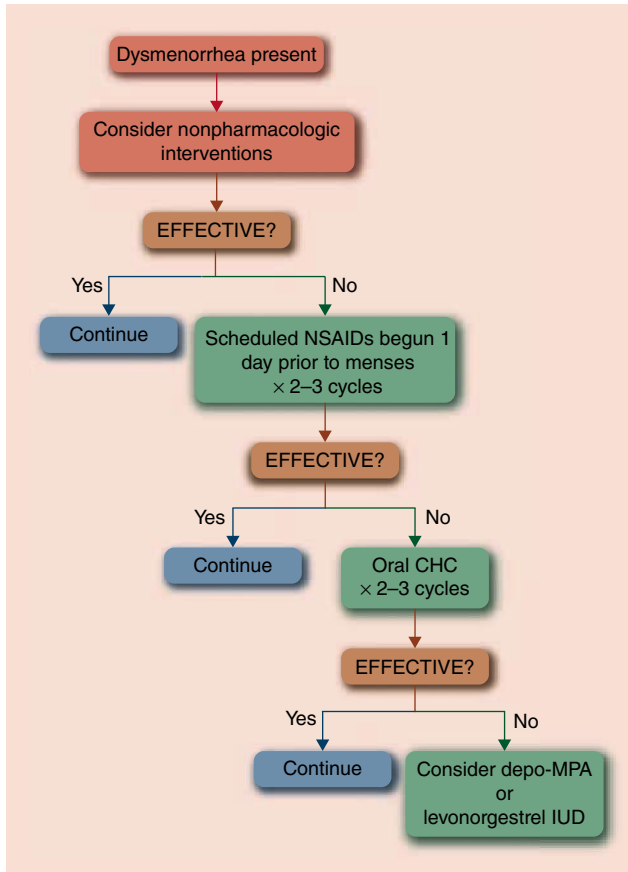 Dysmenorrhea present
Consider nonpharmacologic
interventions
EFFECTIVE?
Yes
No
Continue
Scheduled NSAIDs begun 1
day prior to menses
× 2–3 cycles
EFFECTIVE?
Yes
No
Continue
Oral CHC
× 2–3 cycles
EFFECTIVE?
Yes
No
Continue
Consider depo-MPA
or
levonorgestrel IUD